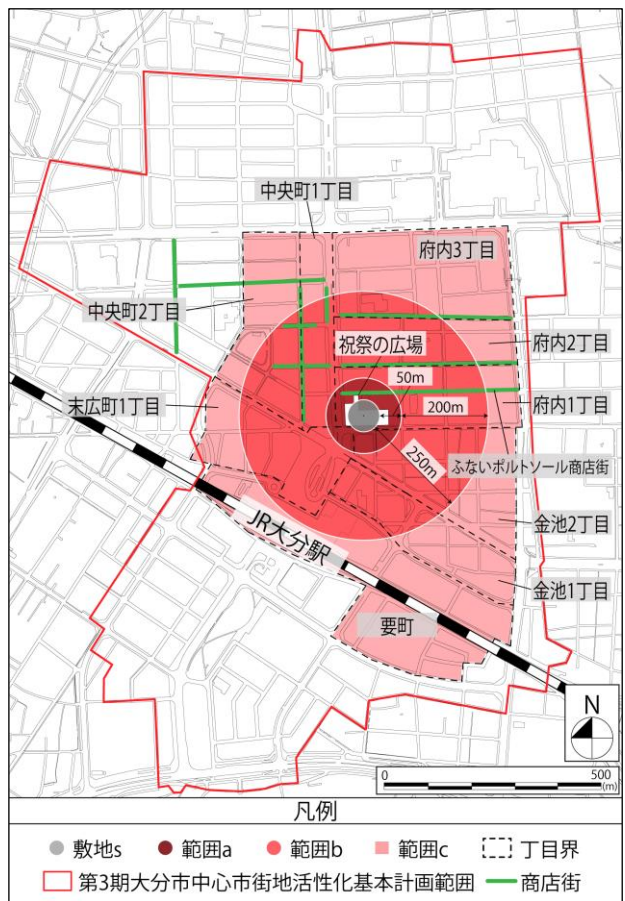 中央町1丁目
府内3丁目
中央町2丁目
祝祭の広場
府内2丁目
50m
末広町1丁目
200m
府内1丁目
250m
ふないポルトソール商店街
JR大分駅
金池2丁目
金池1丁目
要町
N
0
500
(m)
凡例
敷地s
範囲a
範囲b
範囲c
丁目界
第3期大分市中心市街地活性化基本計画範囲
商店街